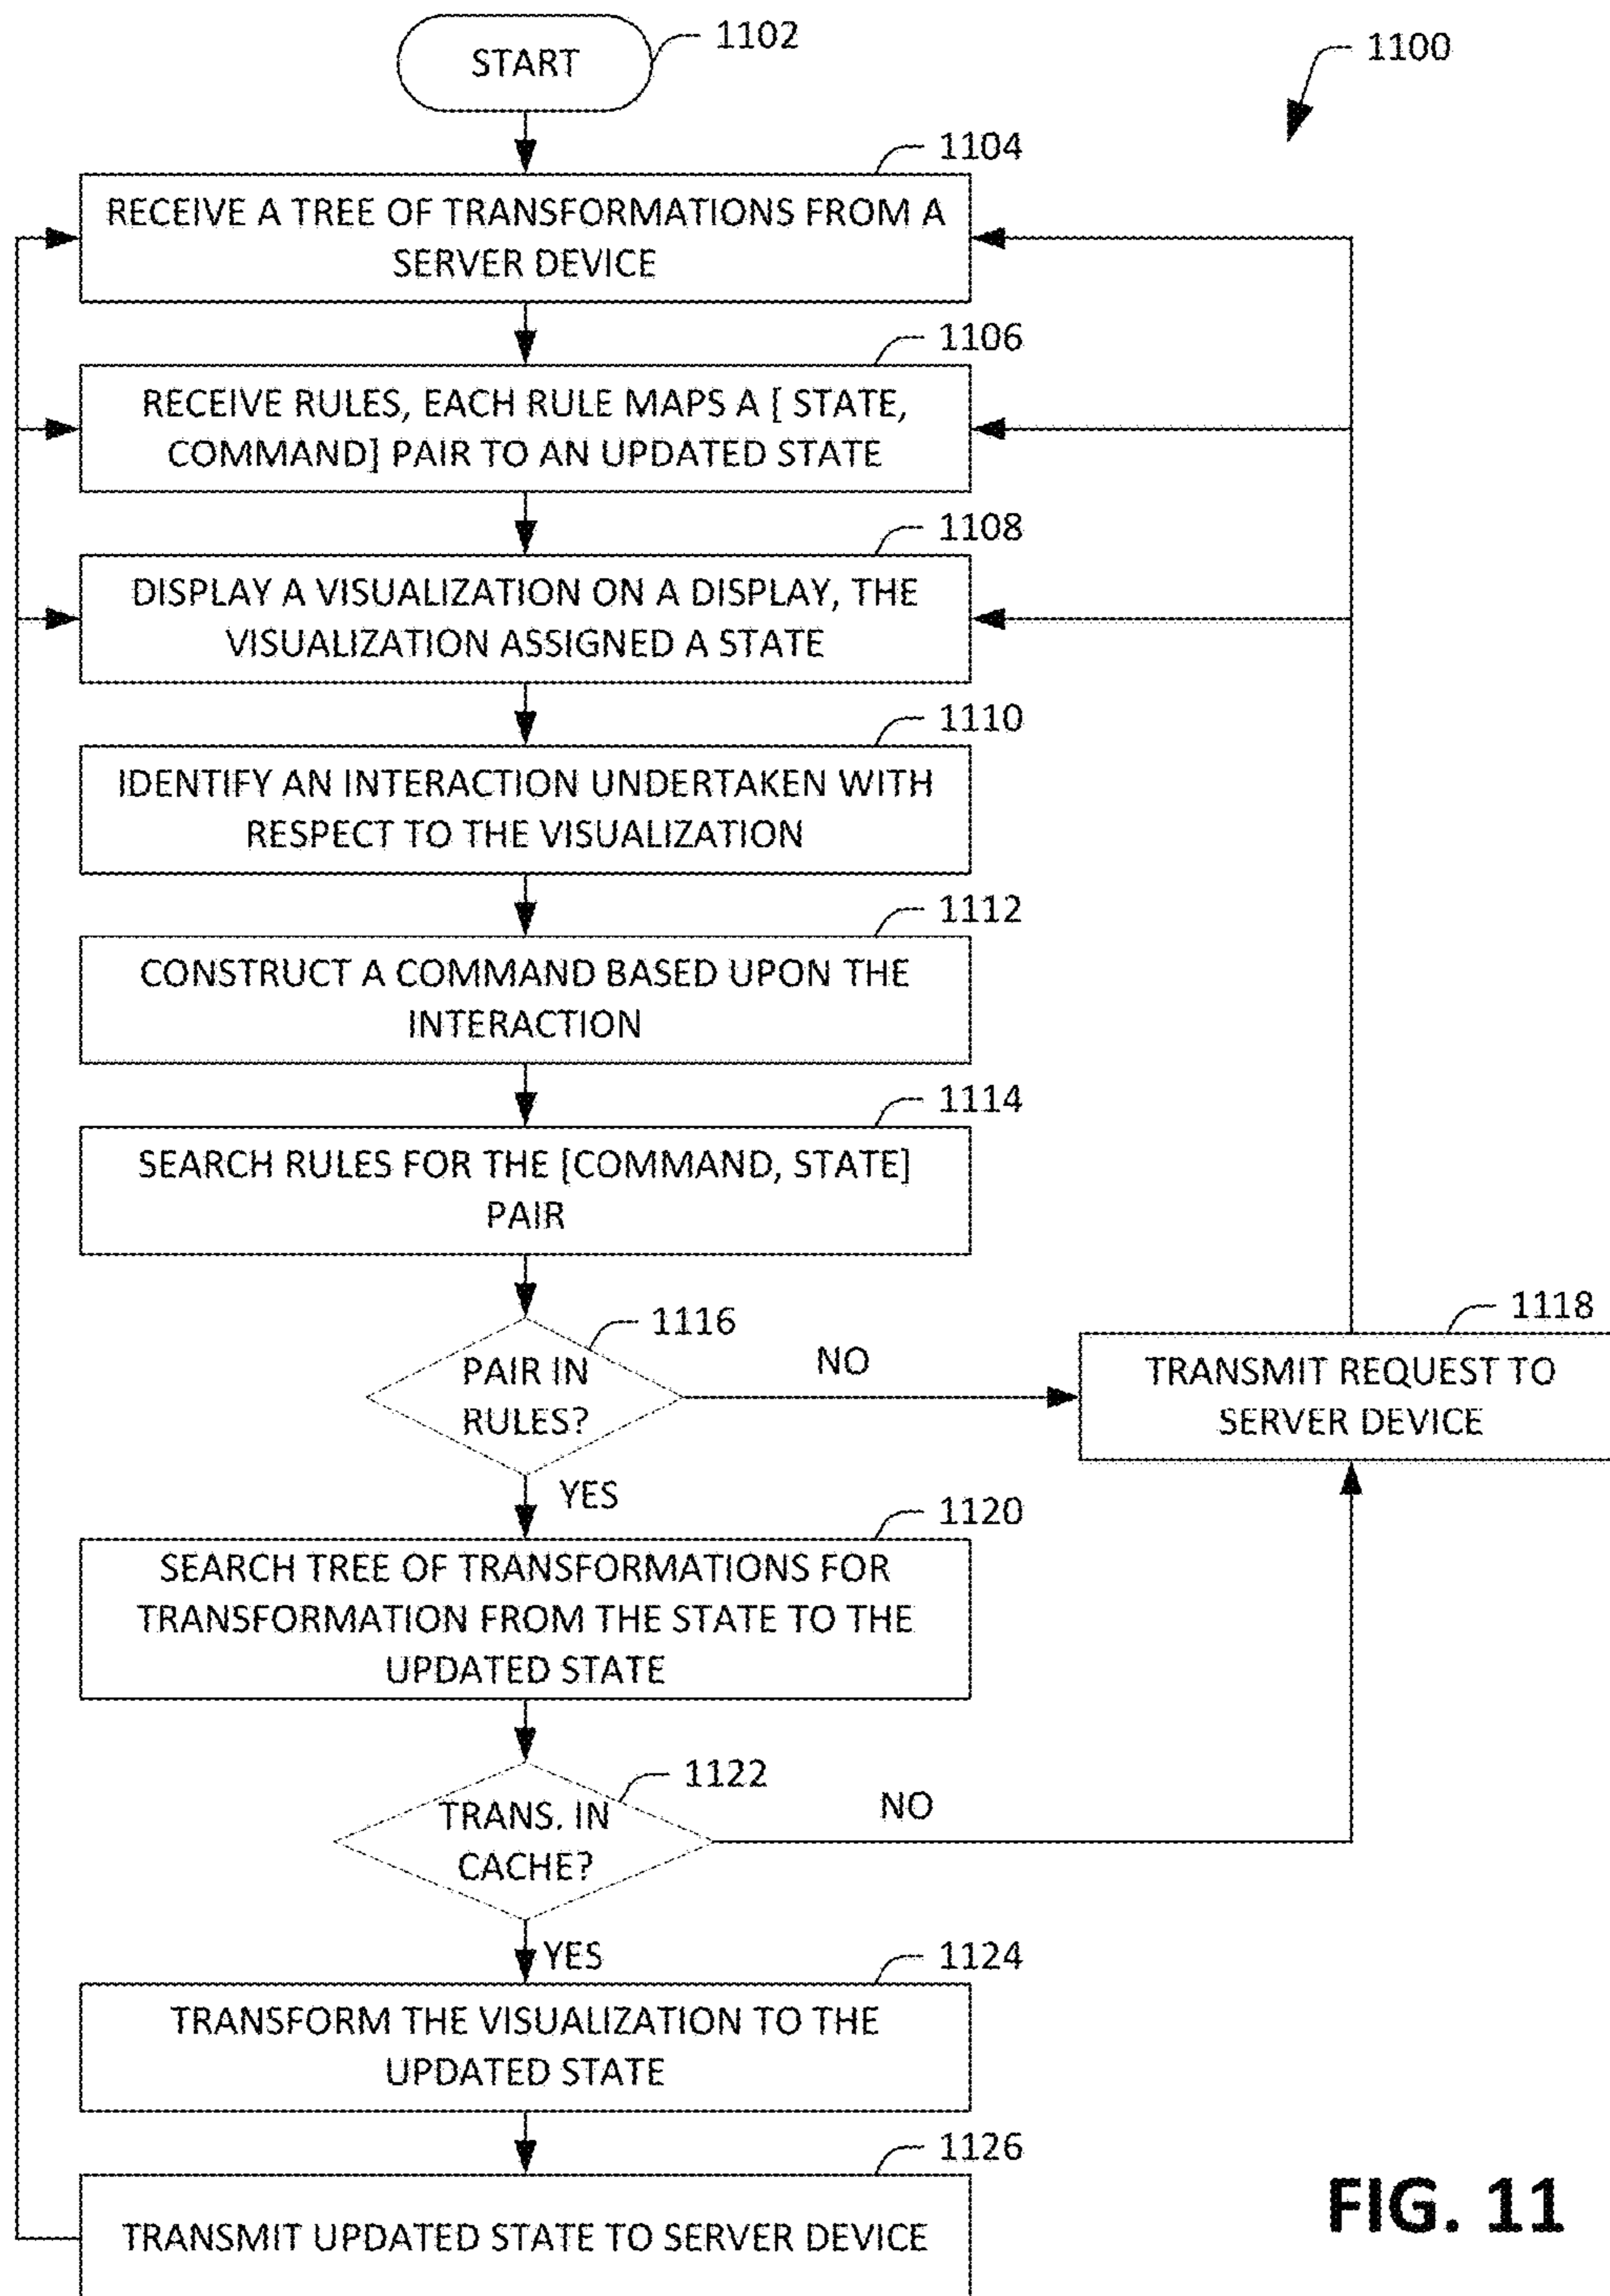 START
1102
1100
1104
RECEIVE A TREE OF TRANSFORMATIONS FROM A
SERVER DEVICE
1106
RECEIVE RULES, EACH RULE MAPS A [ STATE,
COMMAND] PAIR TO AN UPDATED STATE
1108
DISPLAY A VISUALIZATION ON A DISPLAY, THE
VISUALIZATION ASSIGNED A STATE
1110
IDENTIFY AN INTERACTION UNDERTAKEN WITH
RESPECT TO THE VISUALIZATION
1112
CONSTRUCT A COMMAND BASED UPON THE
INTERACTION
1114
SEARCH RULES FOR THE [COMMAND, STATE]
PAIR
1116
PAIR IN
RULES?
NO
1118
TRANSMIT REQUEST TO
SERVER DEVICE
YES
1120
SEARCH TREE OF TRANSFORMATIONS FOR
TRANSFORMATION FROM THE STATE TO THE
UPDATED STATE
1122
TRANS. IN
CACHE?
NO
YES
1124
TRANSFORM THE VISUALIZATION TO THE
UPDATED STATE
1126
TRANSMIT UPDATED STATE TO SERVER DEVICE
FIG. 11